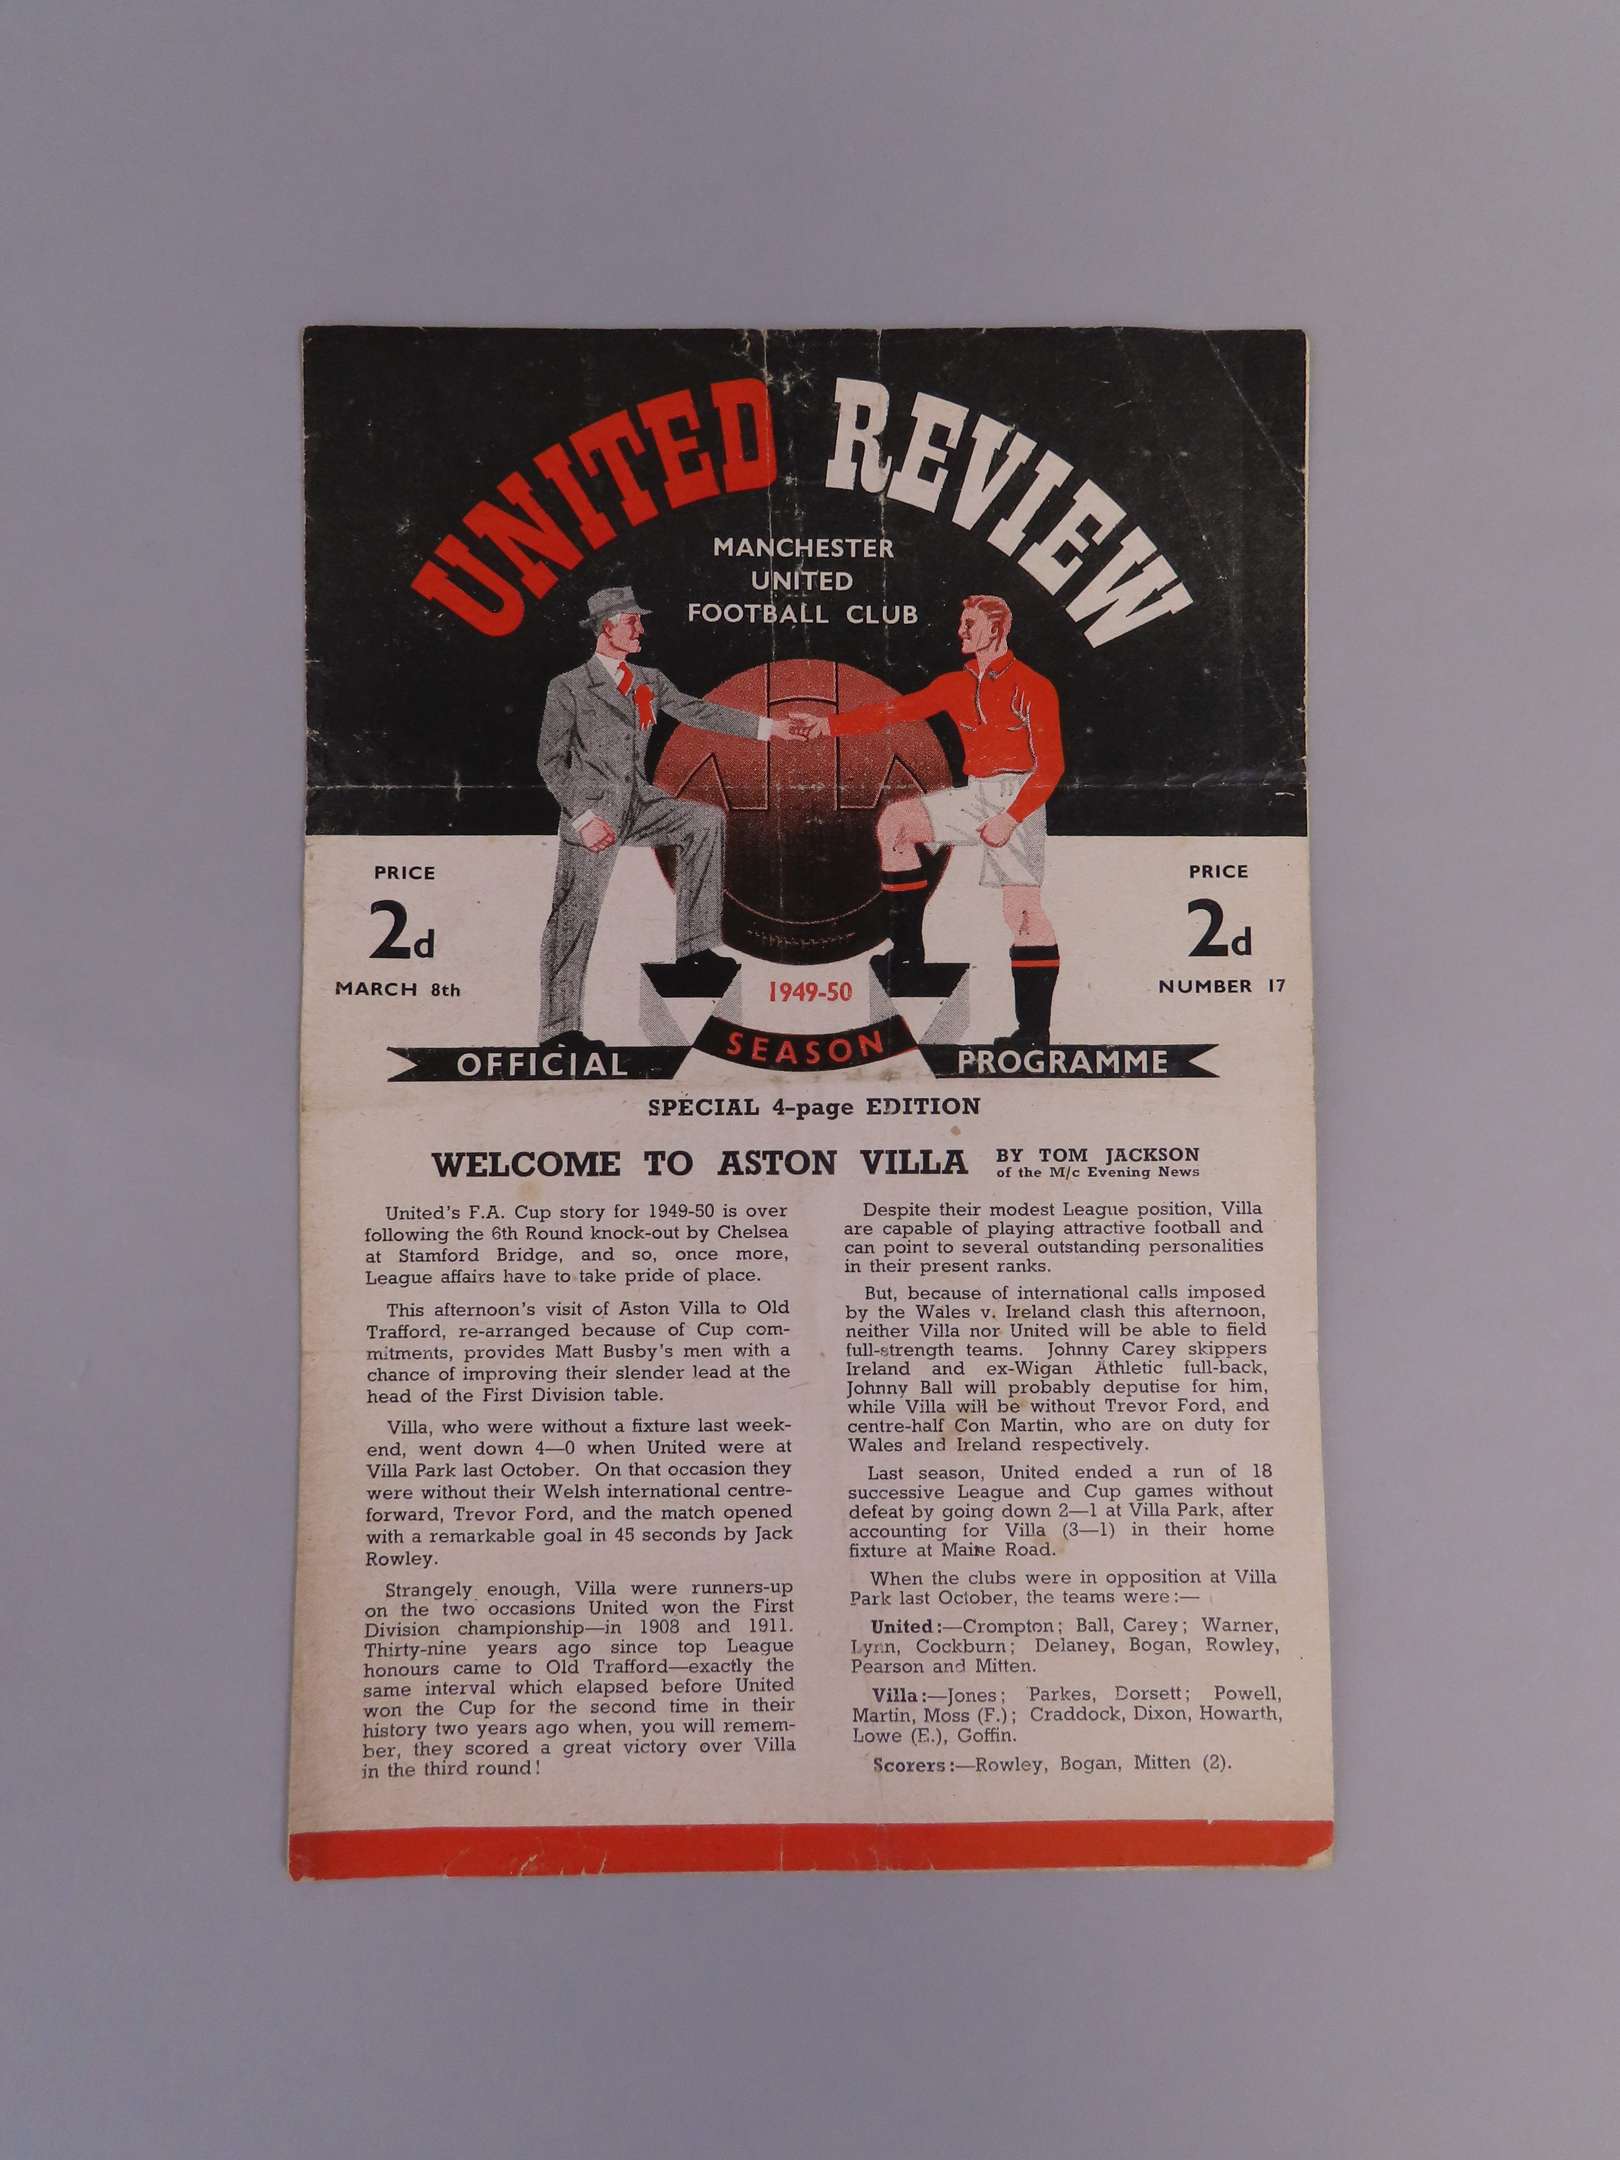 UNITED REVIEW
MANCHESTER
UNITED
FOOTBALL CLUB
PRICE
2d
MARCH 8th
PRICE
2d
NUMBER 17
1949-50
OFFICIAL SEASON PROGRAMME
SPECIAL 4-page EDITION
WELCOME TO ASTON VILLA
BY TOM JACKSON
of the M/c Evening News
United's F.A. Cup story for 1949-50 is over
following the 6th Round knock-out by Chelsea
at Stamford Bridge, and so, once more,
League affairs have to take pride of place.
This afternoon's visit of Aston Villa to Old
Trafford, re-arranged because of Cup com-
mitments, provides Matt Busby's men with a
chance of improving their slender lead at the
head of the First Division table.
Villa, who were without a fixture last week-
end, went down 4—0 when United were at
Villa Park last October. On that occasion they
were without their Welsh international centre-
forward, Trevor Ford, and the match opened
with a remarkable goal in 45 seconds by Jack
Rowley.
Strangely enough, Villa were runners-up
on the two occasions United won the First
Division championship—in 1908 and 1911.
Thirty-nine years ago since top League
honours came to Old Trafford—exactly the
same interval which elapsed before United
won the Cup for the second time in their
history two years ago when, you will remem-
ber, they scored a great victory over Villa
in the third round!
Despite their modest League position, Villa
are capable of playing attractive football and
can point to several outstanding personalities
in their present ranks.
But, because of international calls imposed
by the Wales v. Ireland clash this afternoon,
neither Villa nor United will be able to field
full-strength teams. Johnny Carey skippers
Ireland and ex-Wigan Athletic full-back,
Johnny Ball will probably deputise for him,
while Villa will be without Trevor Ford, and
centre-half Con Martin, who are on duty for
Wales and Ireland respectively.
Last season, United ended a run of 18
successive League and Cup games without
defeat by going down 2—1 at Villa Park, after
accounting for Villa (3—1) in their home
fixture at Maine Road.
When the clubs were in opposition at Villa
Park last October, the teams were:—
United:—Crompton; Ball, Carey; Warner,
Lynn, Cockburn; Delaney, Bogan, Rowley,
Pearson and Mitten.
Villa:—Jones; Parkes, Dorsett; Powell,
Martin, Moss (F.); Craddock, Dixon, Howarth,
Lowe (E.), Goffin.
Scorers:—Rowley, Bogan, Mitten (2).